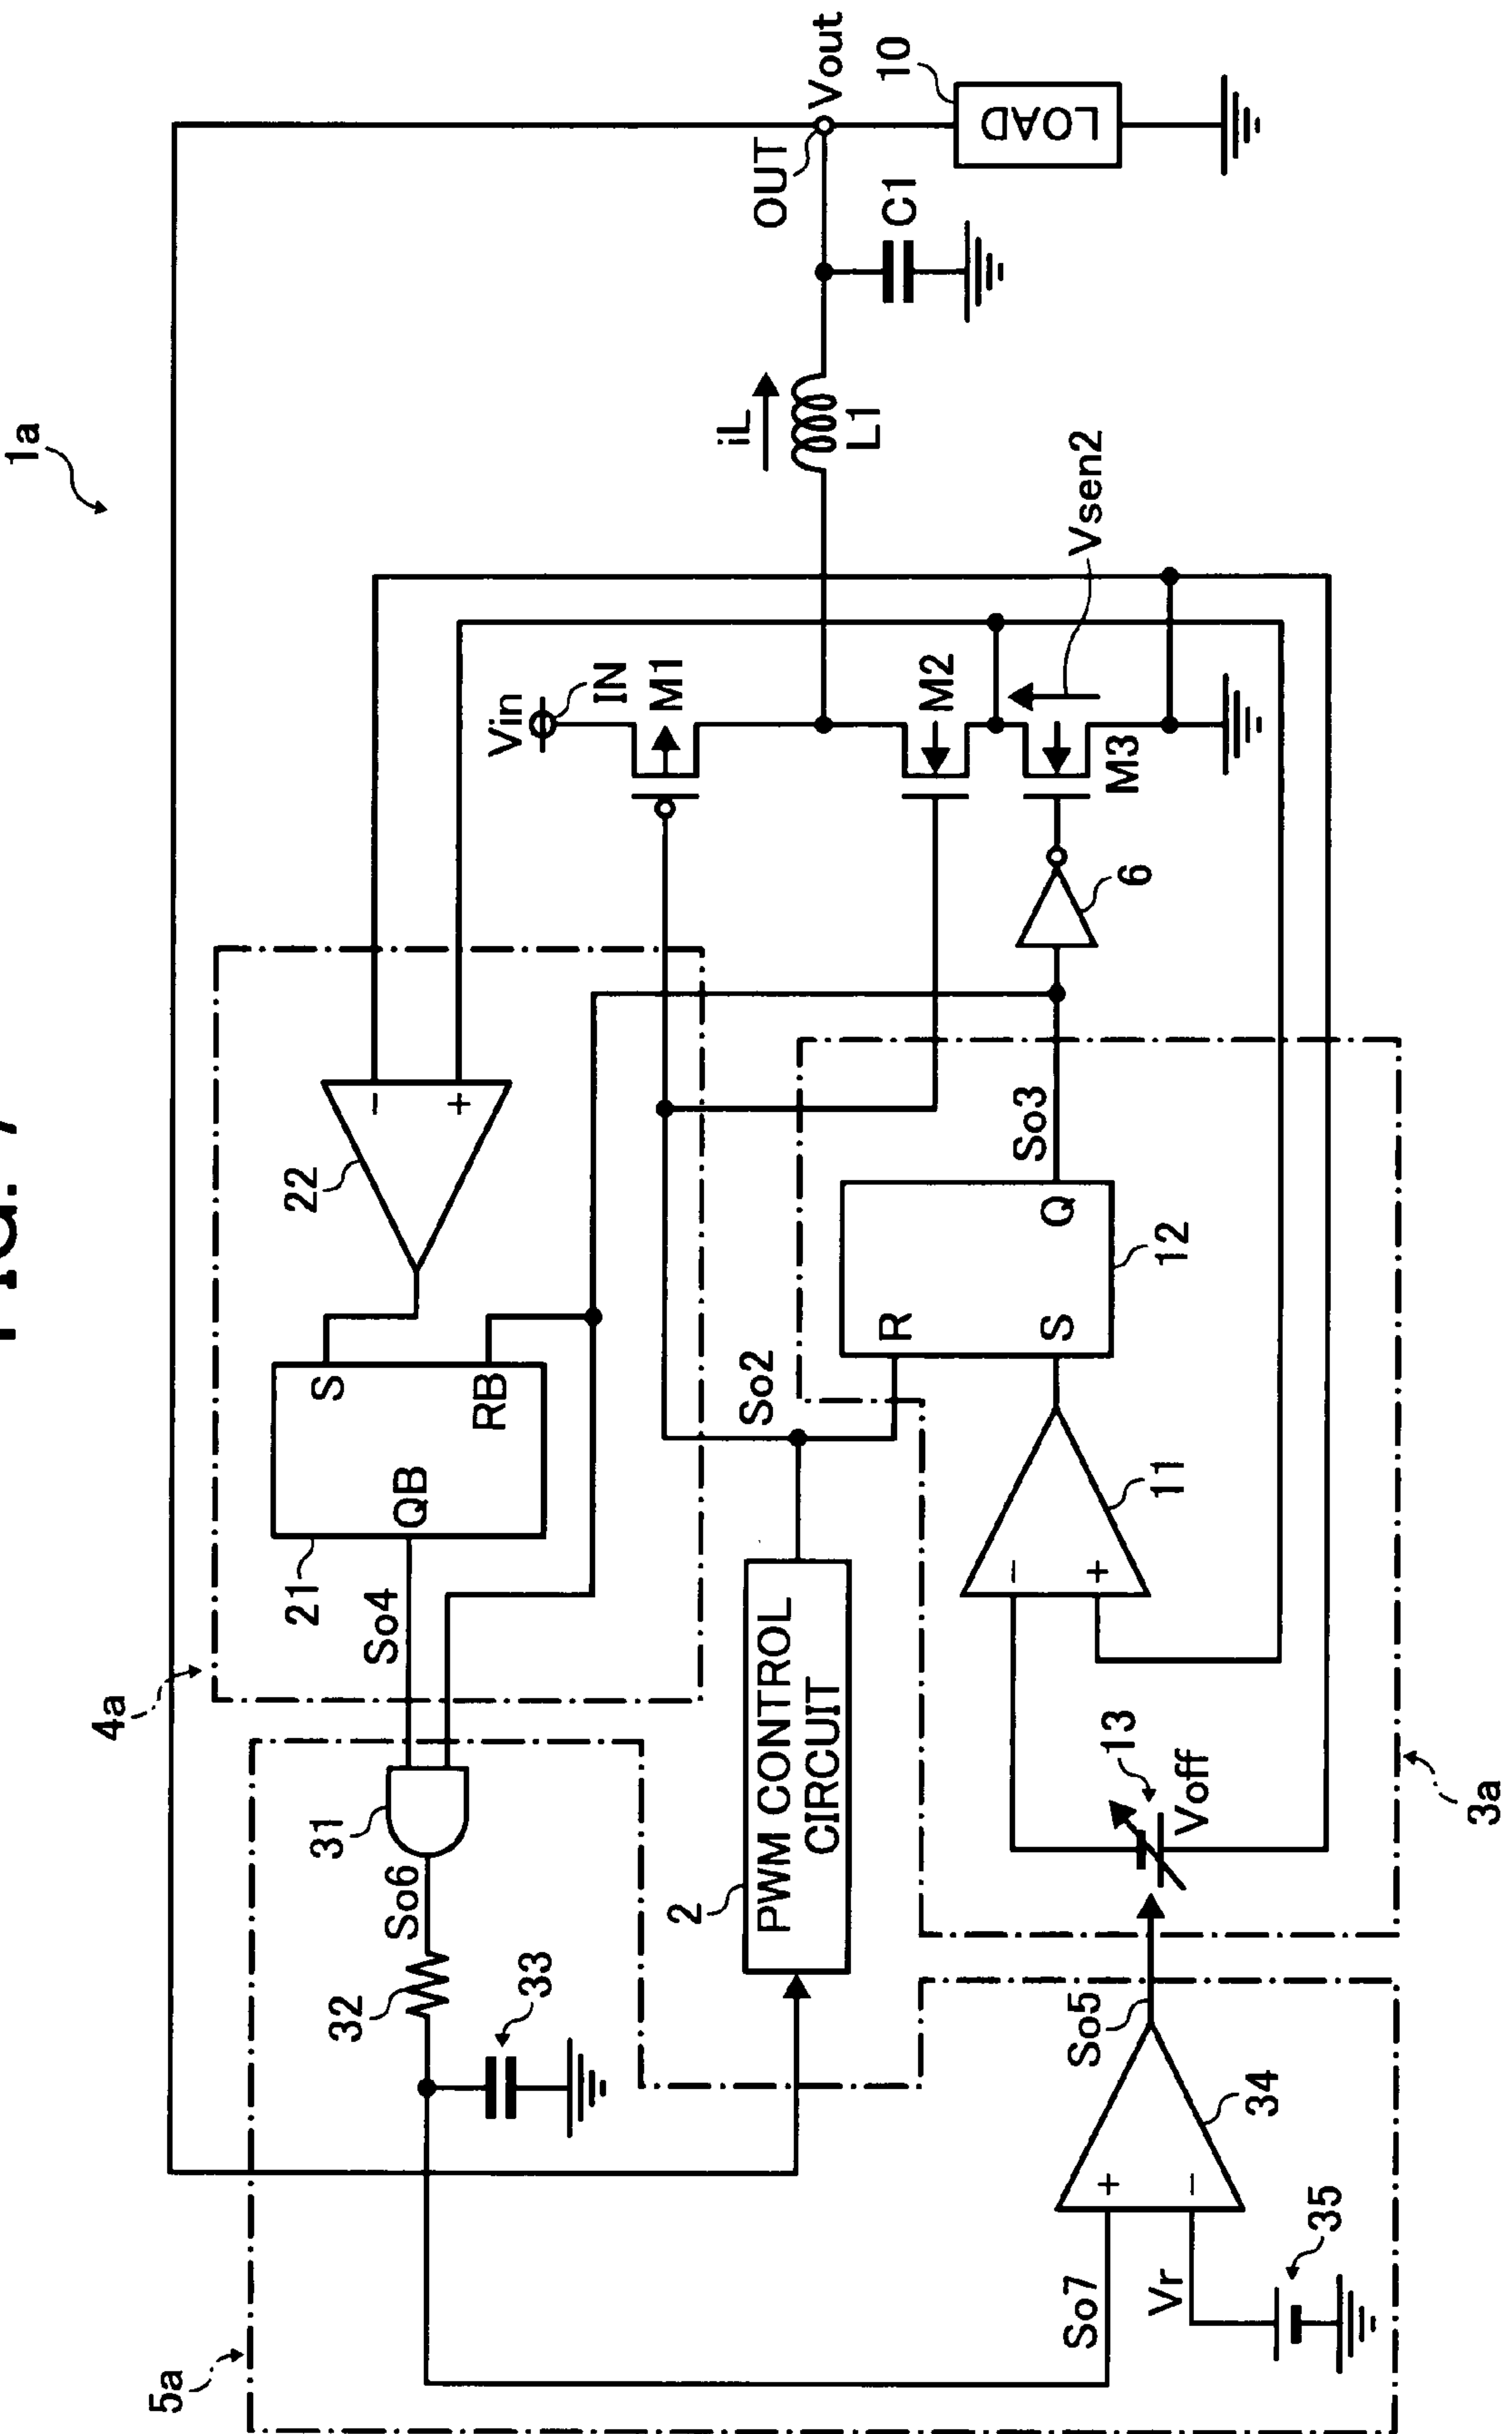 1a
Vout
OUT
10
LOAD
C1
iL
L1
Vsen2
Vin
IN
M1
M2
M3
6
22
-
+
21
S
RB
QB
So4
4a
So2
So3
12
R
S
Q
11
-
+
2
PWM CONTROL
CIRCUIT
13
Voff
3a
31
So6
32
33
So5
34
+
-
So7
Vr
35
5a